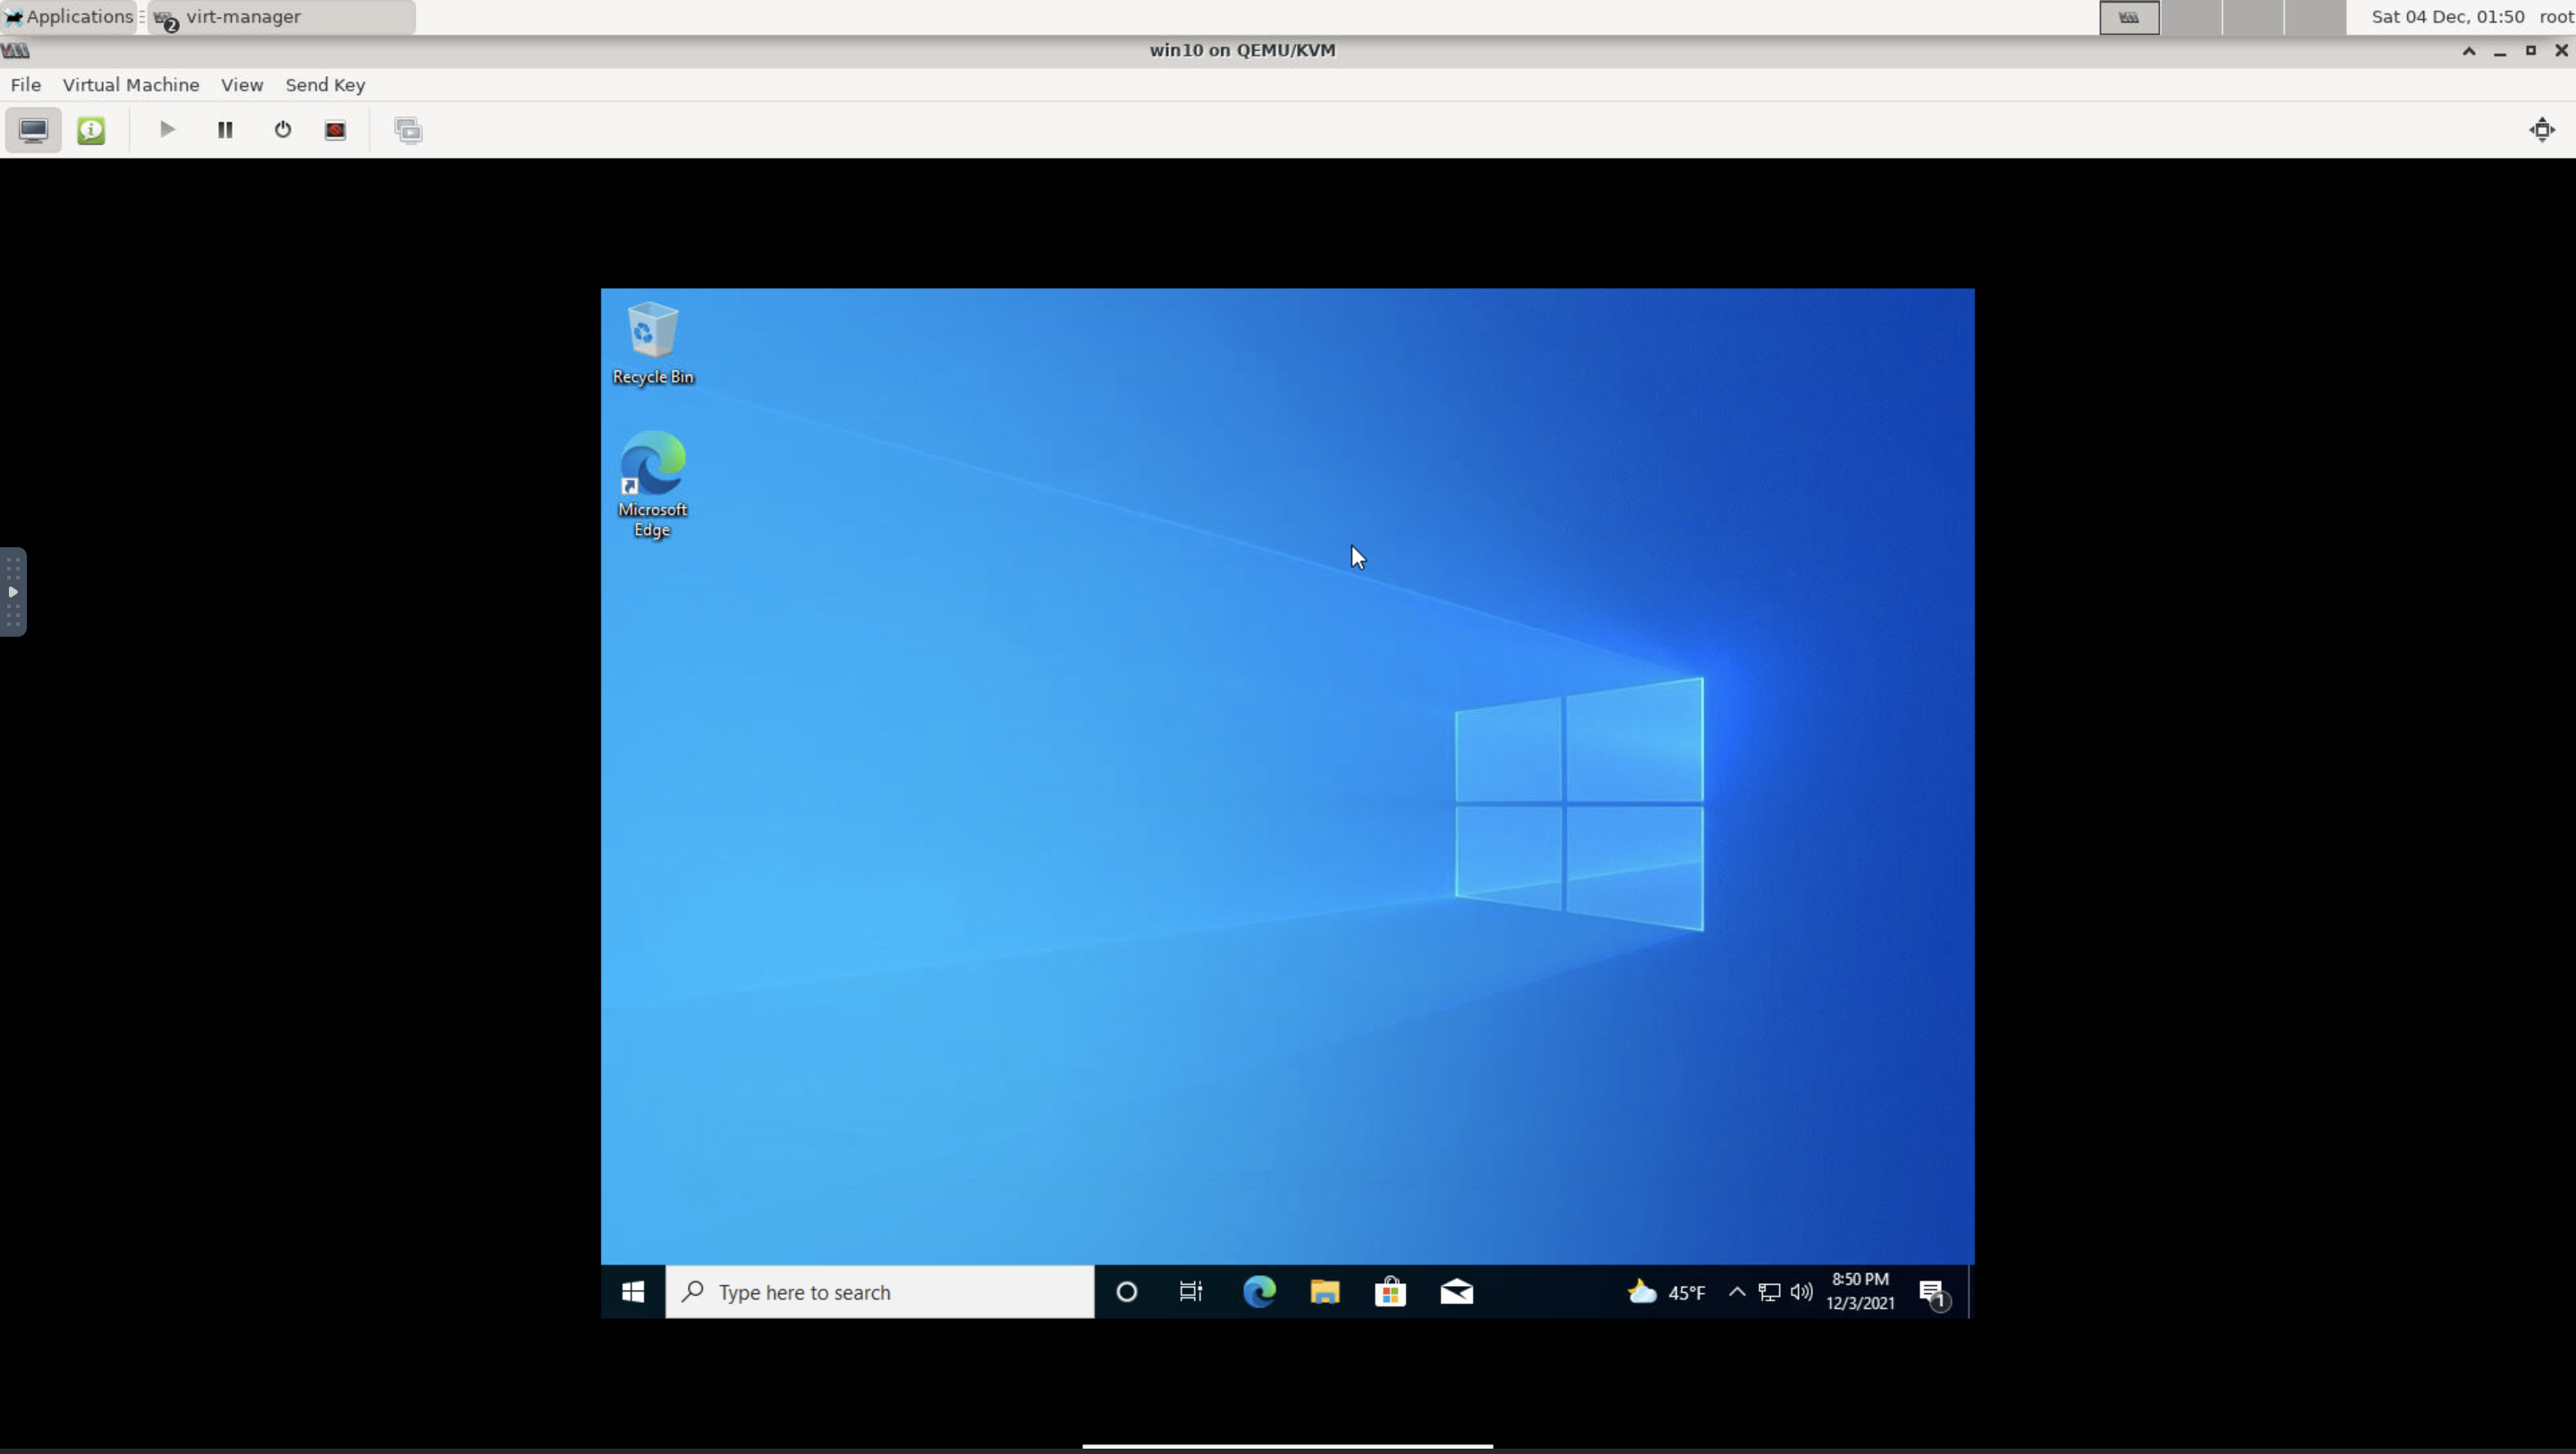 Applications
2
virt-manager
Sat 04 Dec, 01:50
root
win10 on QEMU/KVM
File
Virtual Machine
View
Send Key
Recycle Bin
Microsoft
Edge
Type here to search
45°F
8:50 PM
12/3/2021
1